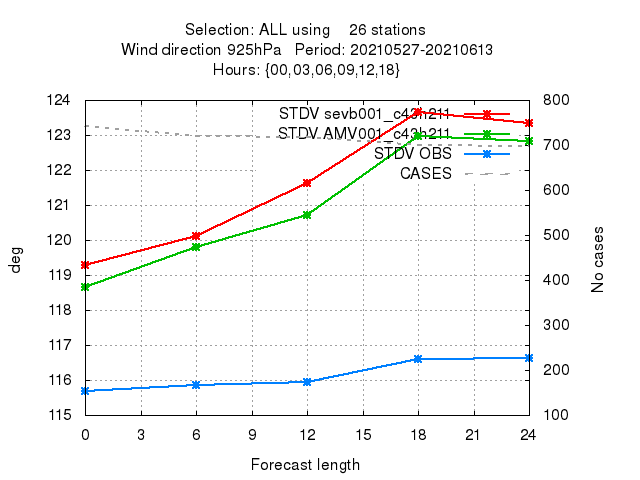 Selection: ALL using 26 stations
Wind direction 925hPa Period: 20210527-20210613
Hours: {00,03,06,09,12,18}
STDV sevb001_c43h211
STDV AMV001_c43h211
STDV OBS
CASES
124
123
122
121
120
119
118
117
116
115
deg
800
700
600
500
400
300
200
100
No cases
0 3 6 9 12 15 18 21 24
Forecast length